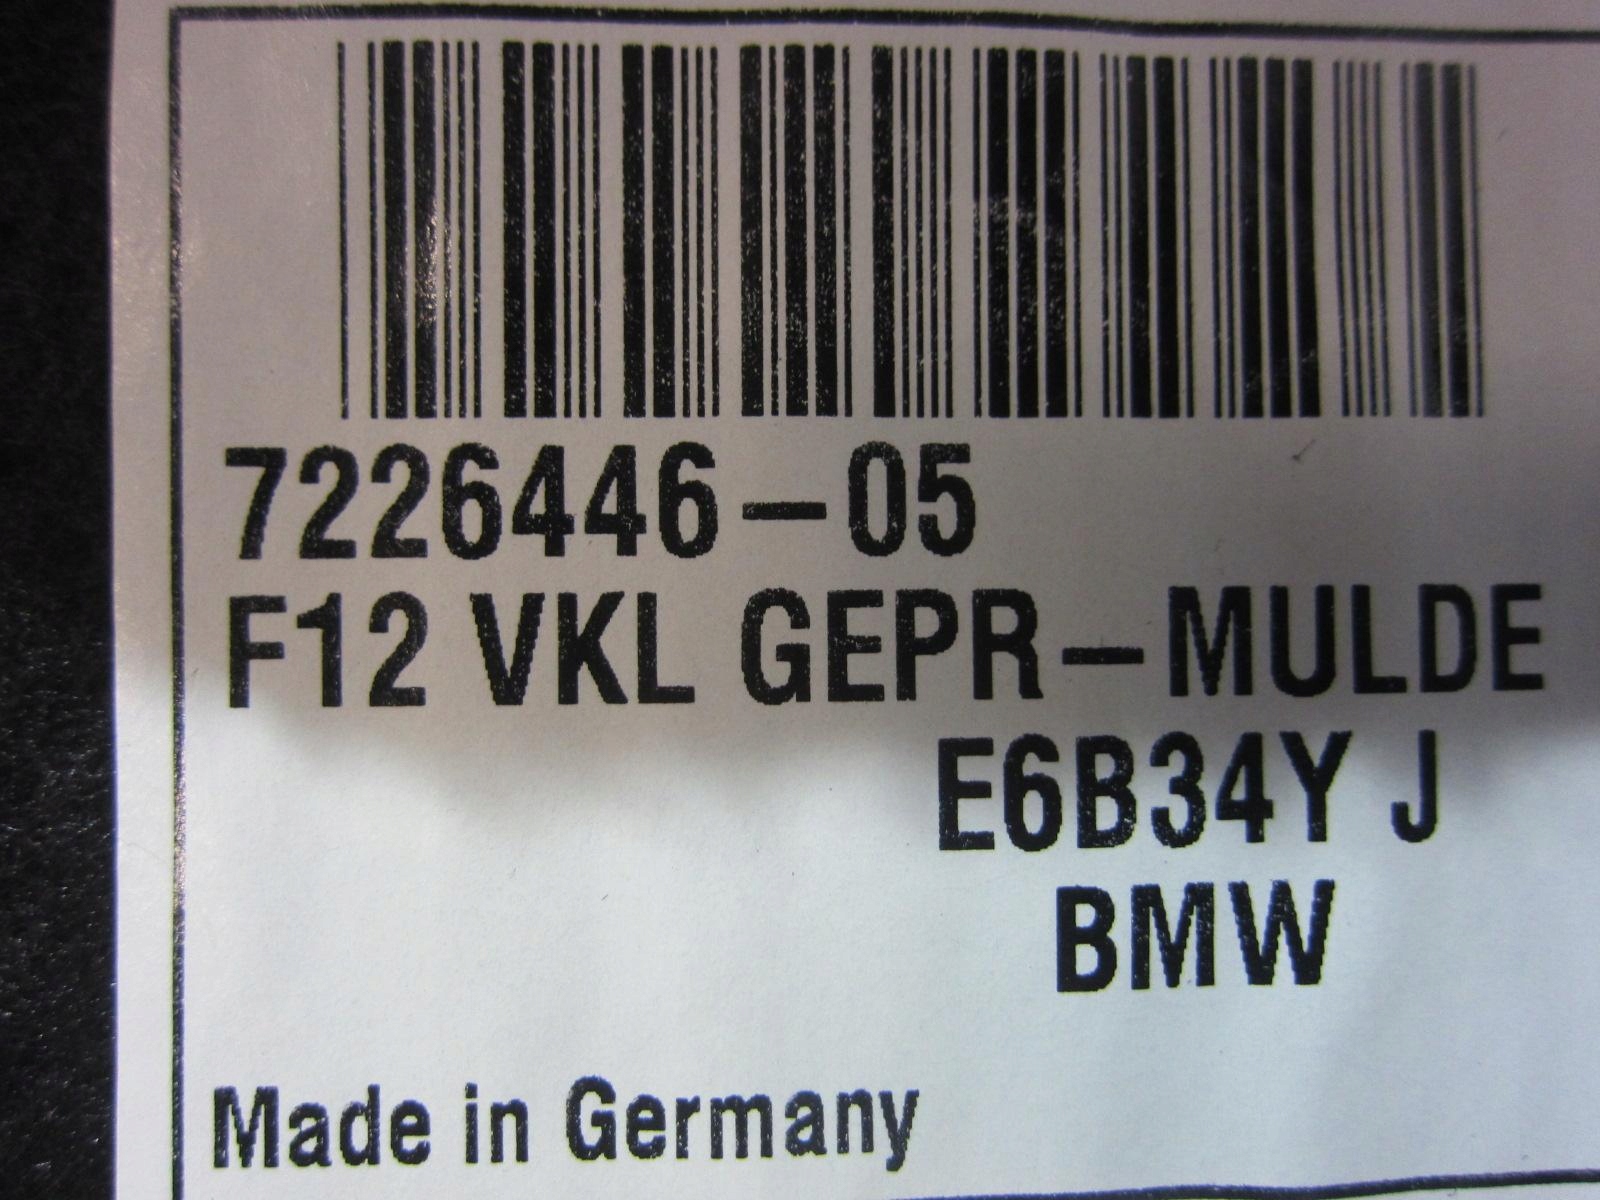 7226446-05
F12 VKL GEPR-MULDE
E6B34Y J
BMW
Made in Germany